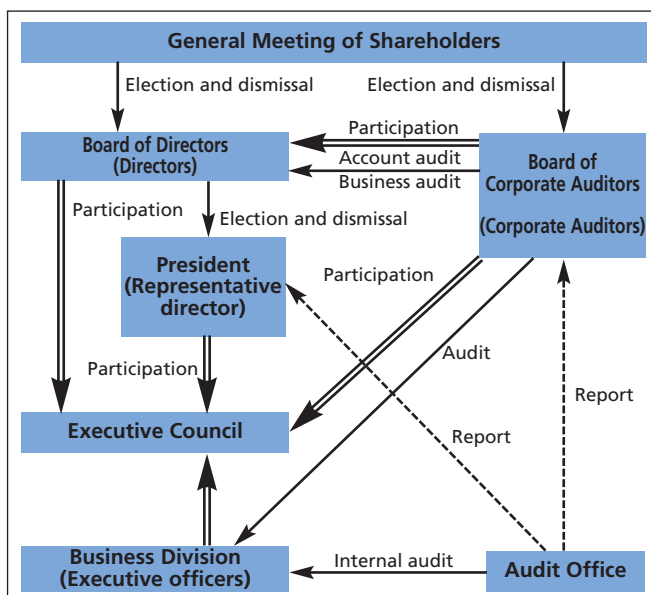 General Meeting of Shareholders
Election and dismissal
Election and dismissal
Participation
Board of Directors
(Directors)
Account audit
Business audit
Board of
Corporate Auditors
(Corporate Auditors)
Participation
Election and dismissal
President
(Representative
director)
Participation
Participation
Audit
Executive Council
Report
Report
Business Division
(Executive officers)
Internal audit
Audit Office